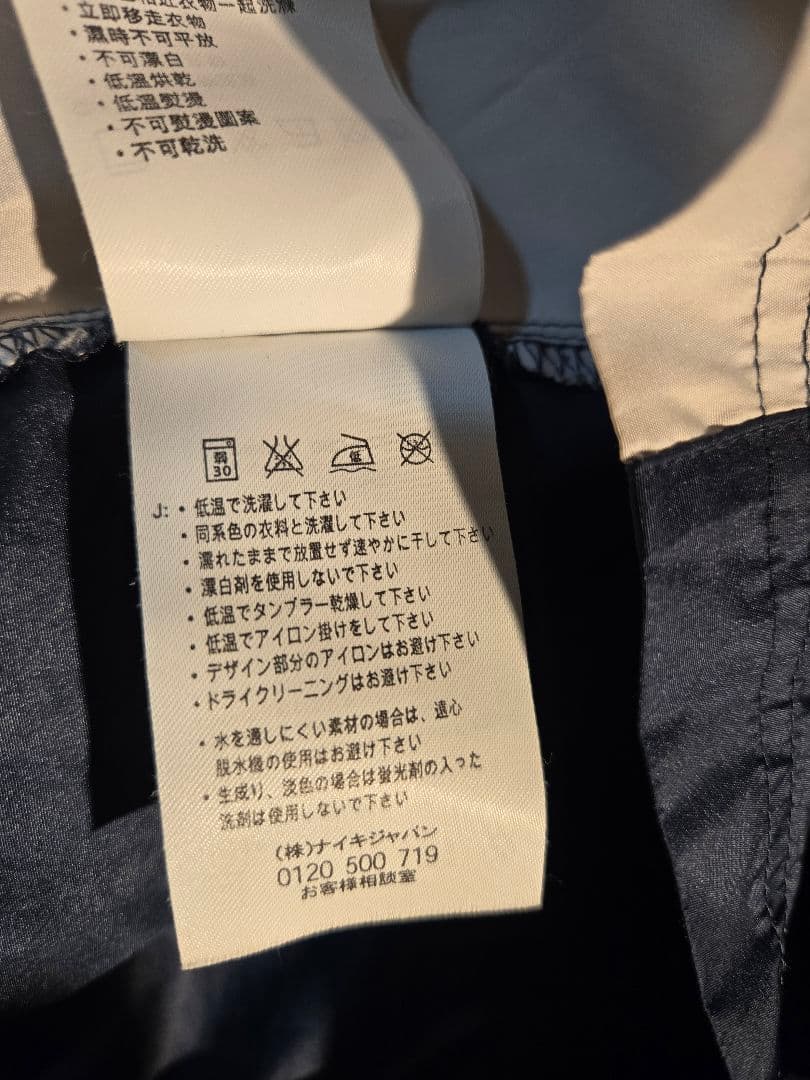 相近衣物一起洗滌
・立即移走衣物
・濕時不可平放
・不可漂白
・低溫烘乾
・低溫熨燙
・不可熨燙圖案
・不可乾洗
弱
30
低
J: ・低温で洗濯して下さい
・同系色の衣料と洗濯して下さい
・濡れたままで放置せず速やかに干して下さい
・漂白剤を使用しないで下さい
・低温でタンブラー乾燥して下さい
・低温でアイロン掛けをして下さい
・デザイン部分のアイロンはお避け下さい
・ドライクリーニングはお避け下さい
・水を通しにくい素材の場合は、遠心
脱水機の使用はお避け下さい
・生成り、淡色の場合は蛍光剤の入った
洗剤は使用しないで下さい
(株)ナイキジャパン
0120 500 719
お客様相談室